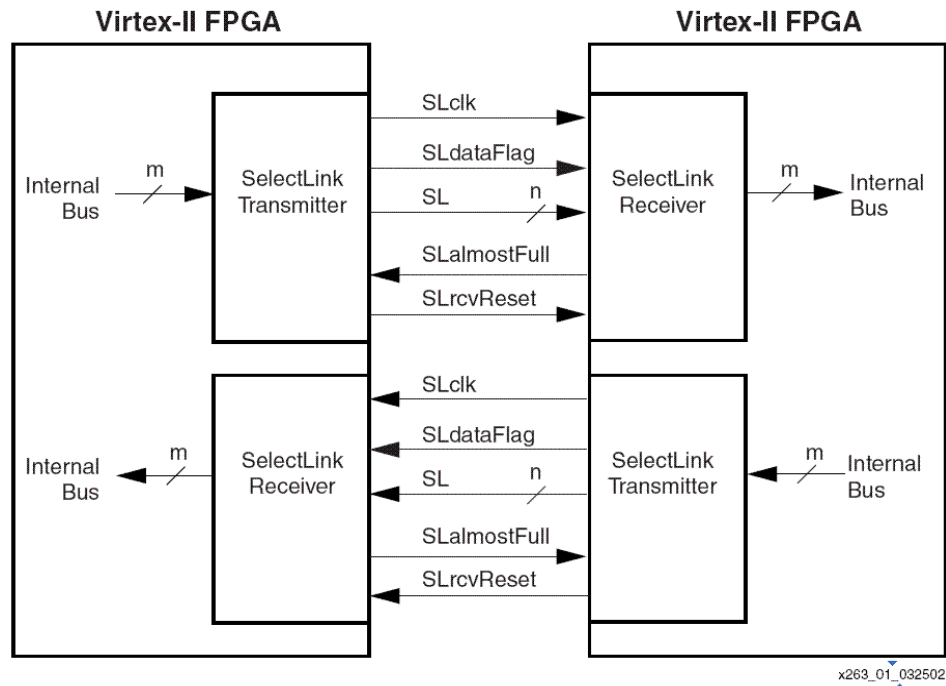 Virtex-II FPGA
Virtex-II FPGA
SLclk
SLdataFlag
SL
n
SLalmostFull
SLrcvReset
m
Internal
Bus
SelectLink
Transmitter
SelectLink
Receiver
m
Internal
Bus
SLclk
SLdataFlag
SL
n
SLalmostFull
SLrcvReset
m
Internal
Bus
SelectLink
Receiver
SelectLink
Transmitter
m
Internal
Bus
x263_01_032502